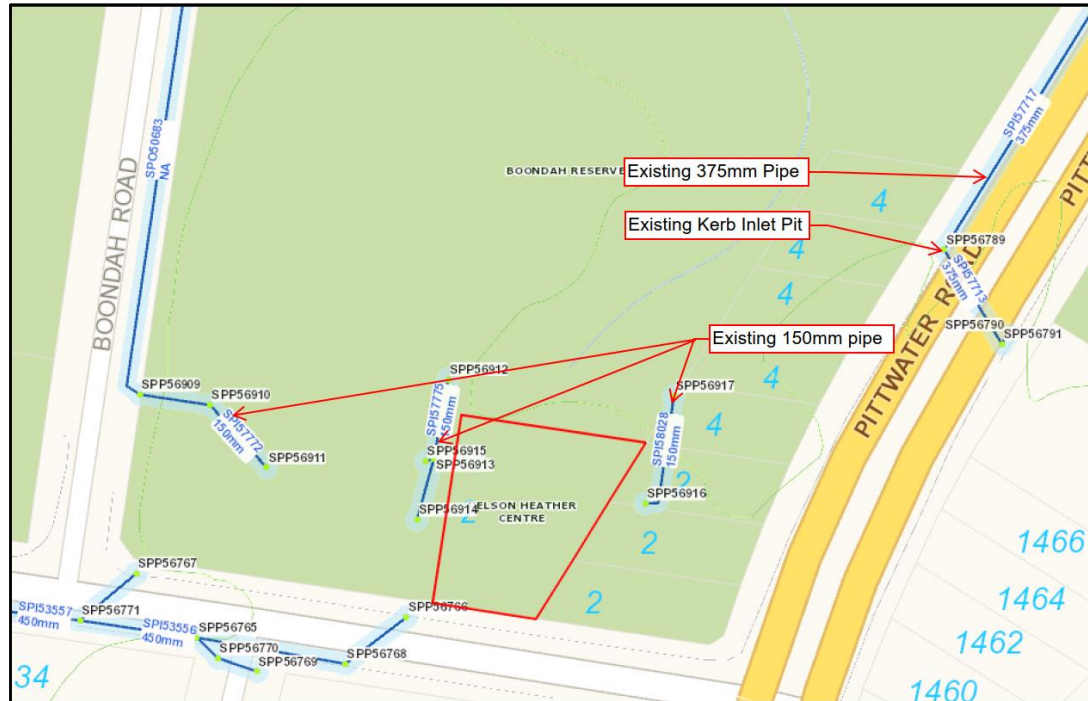 SPI57717
375mm
SPO50683
NA
BOONDAH ROAD
BOONDAH RESERVE
Existing 375mm Pipe
4
Existing Kerb Inlet Pit
SPP56789
4
SPI57713
375mm
PITTWATER ROAD
4
SPP56790
SPP56791
Existing 150mm pipe
SPP56912
4
SPP56917
SPP56909
SPP56910
SPI57775
150mm
4
SPI57772
150mm
SPP56915
SPP56913
SPP56911
SPI58028
150mm
2
SPP56916
SPP56914
2
ELSON HEATHER
CENTRE
2
1466
SPP56767
2
1464
SPI53557
450mm
SPP56771
SPI53556
450mm
SPP56765
SPP56766
1462
SPP56770
SPP56769
SPP56768
34
1460